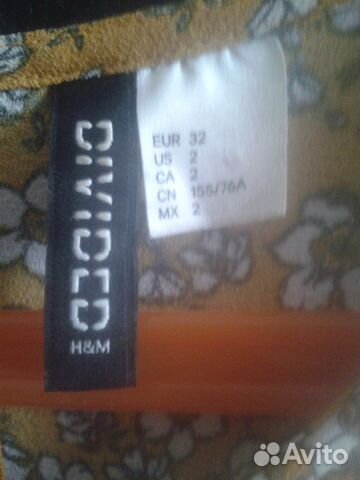 DIVIDED
H&M
EUR 32
US 2
CA 2
CN 155/76A
MX 2
Avito